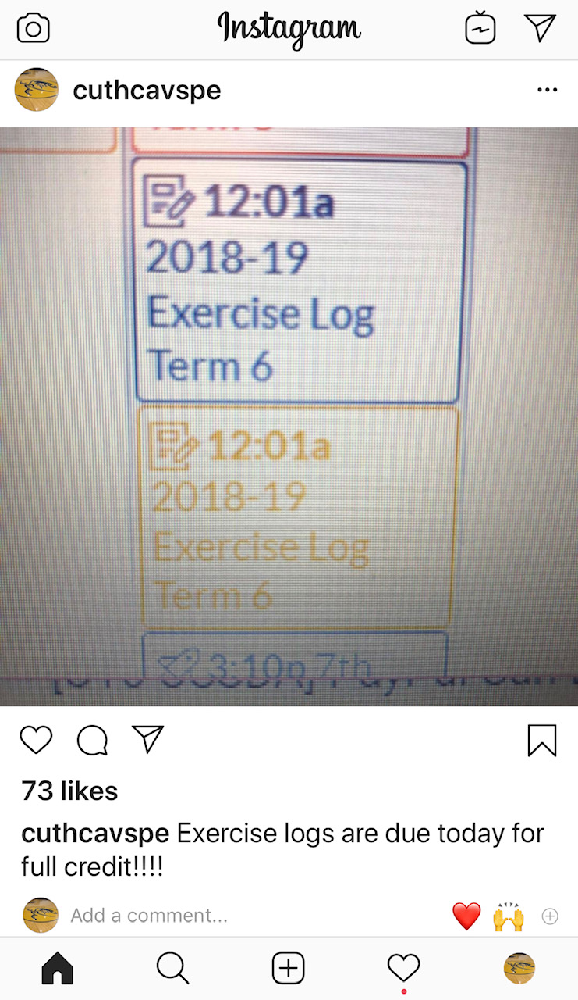 Instagram
cuthcavspe
12:01a
2018-19
Exercise Log
Term 6
12:01a
2018-19
Exercise Log
Term 6
3:10p 7th
73 likes
cuthcavspe Exercise logs are due today for
full credit!!!!
Add a comment...